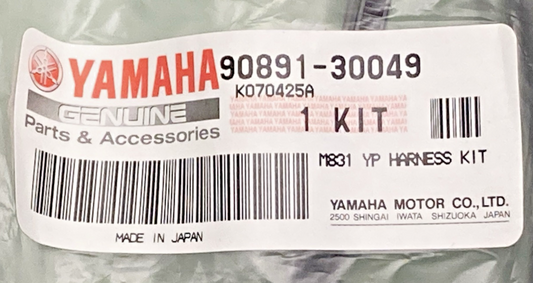 YAMAHA 90891-30049
K070425A
GENUINE
Parts & Accessories
1 KIT
M831 YP HARNESS KIT
YAMAHA MOTOR CO.,LTD.
2500 SHINGAI IWATA SHIZUOKA JAPAN
MADE IN JAPAN